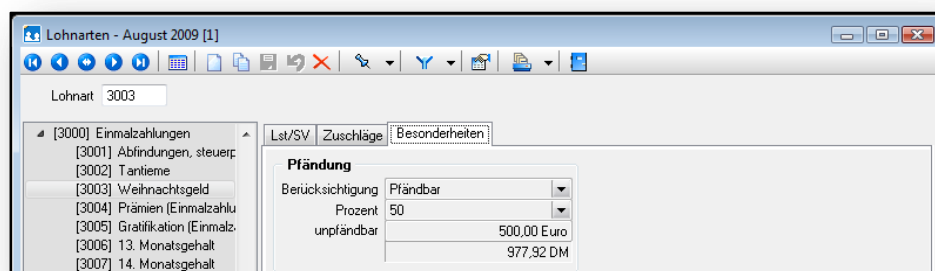 Lohnarten - August 2009 [1]
Lohnart 3003
[3000] Einmalzahlungen
[3001] Abfindungen, steuerp
[3002] Tantieme
[3003] Weihnachtsgeld
[3004] Prämien (Einmalzahlu
[3005] Gratifikation (Einmalz
[3006] 13. Monatsgehalt
[3007] 14. Monatsgehalt
Lst/SV Zuschläge Besonderheiten
Pfändung
Berücksichtigung Pfändbar
Prozent 50
unpfändbar 500,00 Euro
977,92 DM